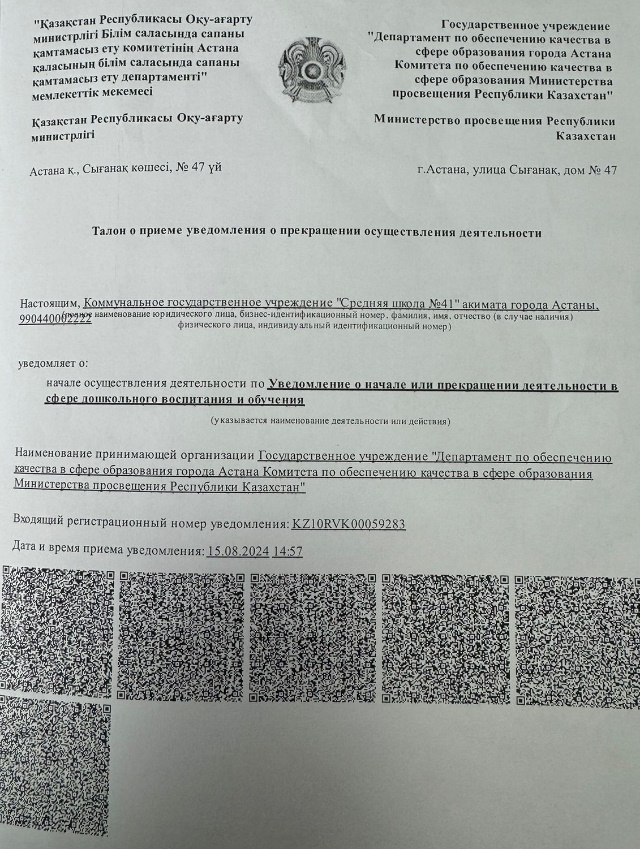 "Қазақстан Республикасы Оқу-ағарту
министрлігі Білім саласында сапаны
қамтамасыз ету комитетінің Астана
қаласының білім саласында сапаны
қамтамасыз ету департаменті"
мемлекеттік мекемесі
Қазақстан Республикасы Оқу-ағарту
министрлігі
Астана қ., Сығанақ көшесі, № 47 үй
Государственное учреждение
"Департамент по обеспечению качества в
сфере образования города Астана
Комитета по обеспечению качества в
сфере образования Министерства
просвещения Республики Казахстан"
Министерство просвещения Республики
Казахстан
г.Астана, улица Сыганак, дом № 47
Талон о приеме уведомления о прекращении осуществления деятельности
Настоящим, Коммунальное государственное учреждение "Средняя школа №41" акимата города Астаны,
990440002222
(полное наименование юридического лица, бизнес-идентификационный номер, фамилия, имя, отчество (в случае наличия)
физического лица, индивидуальный идентификационный номер)
уведомляет о:
начале осуществления деятельности по Уведомление о начале или прекращении деятельности в
сфере дошкольного воспитания и обучения
(указывается наименование деятельности или действия)
Наименование принимающей организации Государственное учреждение "Департамент по обеспечению
качества в сфере образования города Астана Комитета по обеспечению качества в сфере образования
Министерства просвещения Республики Казахстан"
Входящий регистрационный номер уведомления: KZ10RVK00059283
Дата и время приема уведомления: 15.08.2024 14:57